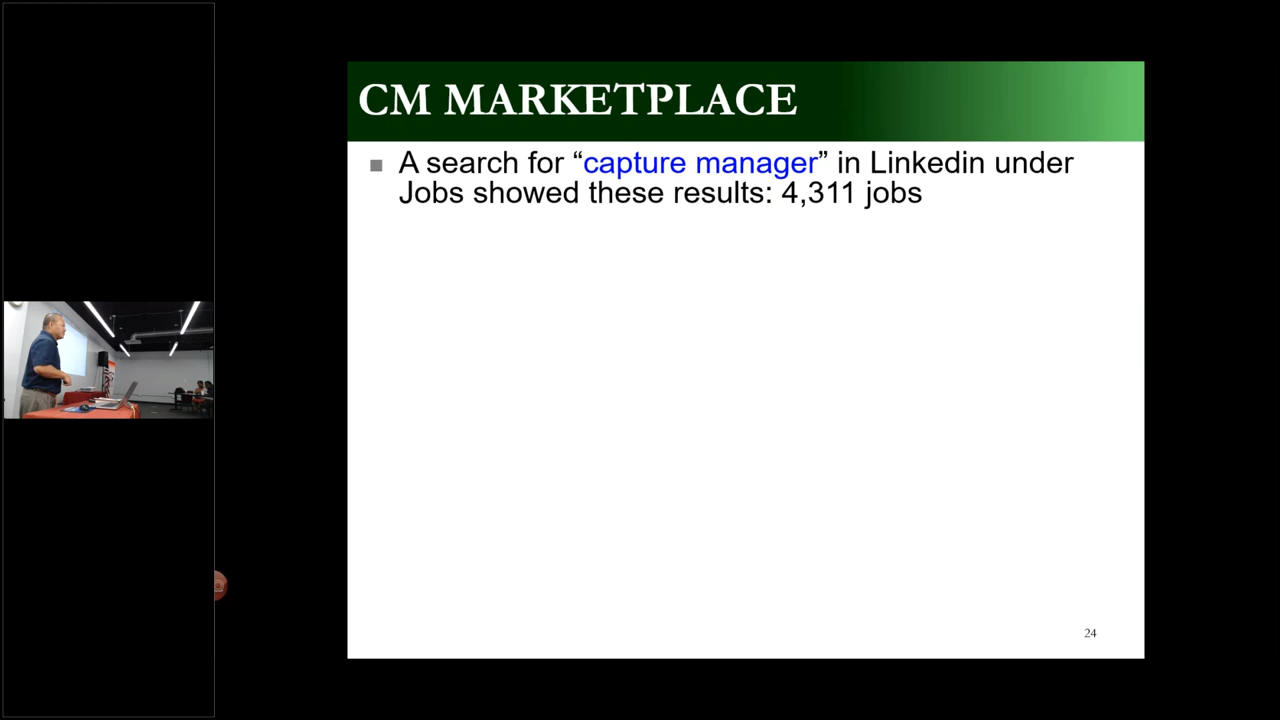 CM MARKETPLACE
■ A search for “capture manager” in Linkedin under
Jobs showed these results: 4,311 jobs
24